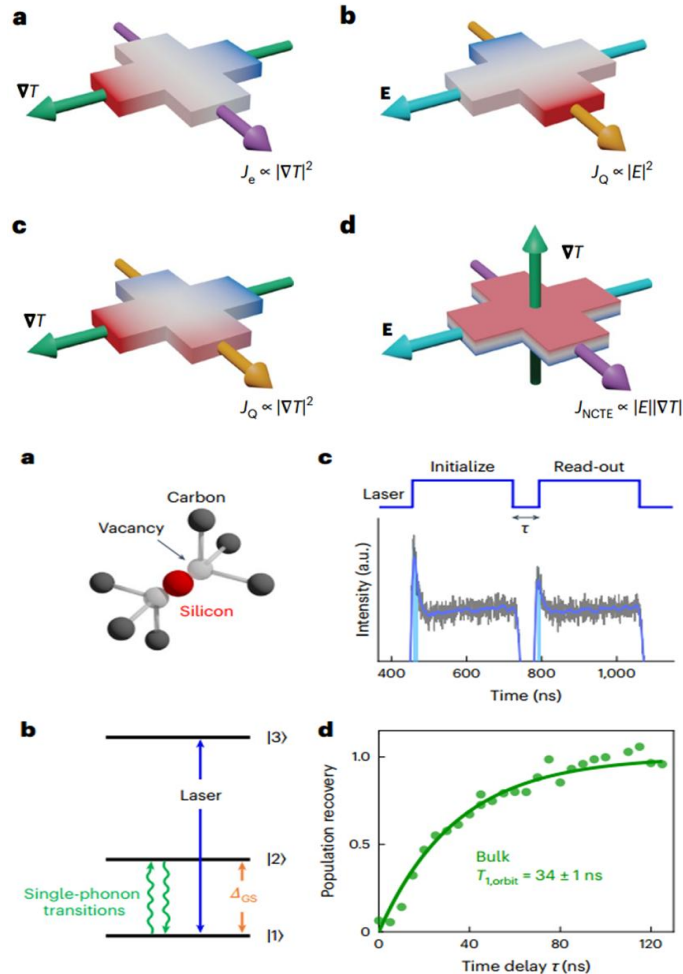 a
∇T
Jₑ ∝ |∇T|²
b
E
J_Q ∝ |E|²
c
∇T
J_Q ∝ |∇T|²
d
∇T
E
J_NCTE ∝ |E||∇T|
a
Carbon
Vacancy
Silicon
c
Initialize
Read-out
Laser
τ
Intensity (a.u.)
400 600 800 1,000
Time (ns)
b
|3⟩
Laser
|2⟩
Single-phonon
transitions
Δ_GS
|1⟩
d
1.0
0.5
0
Population recovery
Bulk
T_1,orbit = 34 ± 1 ns
0 40 80 120
Time delay τ (ns)